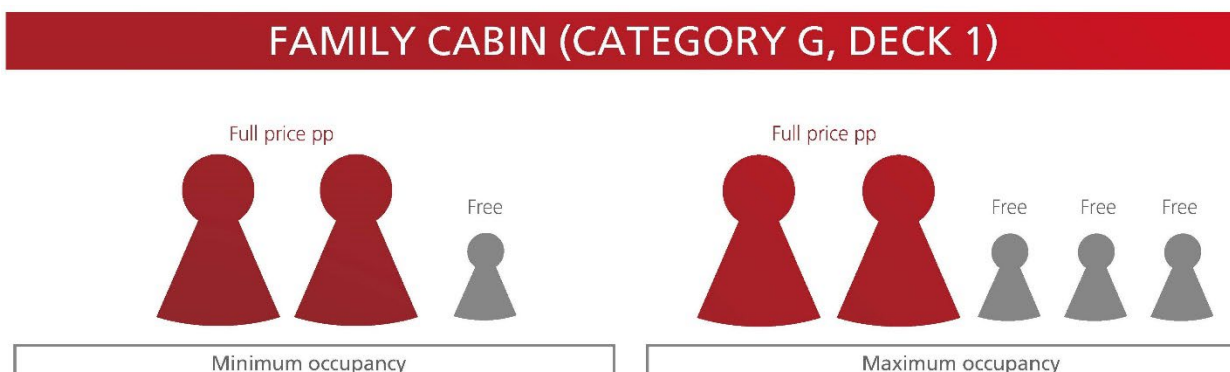 FAMILY CABIN (CATEGORY G, DECK 1)
Full price pp
Free
Minimum occupancy
Full price pp
Free Free Free
Maximum occupancy